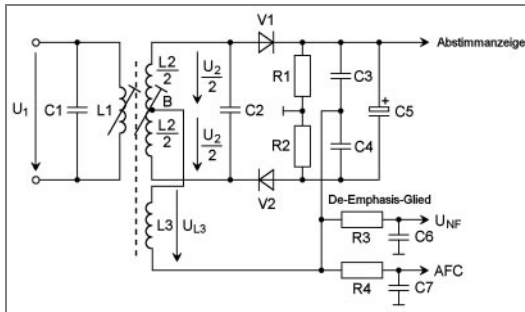 V1
Abstimmanzeige
L2
2
U2
2
R1
C3
U1
C1
L1
B
C2
+
C5
L2
2
U2
2
R2
C4
V2
De-Emphasis-Glied
L3
UL3
UNF
R3
C6
AFC
R4
C7